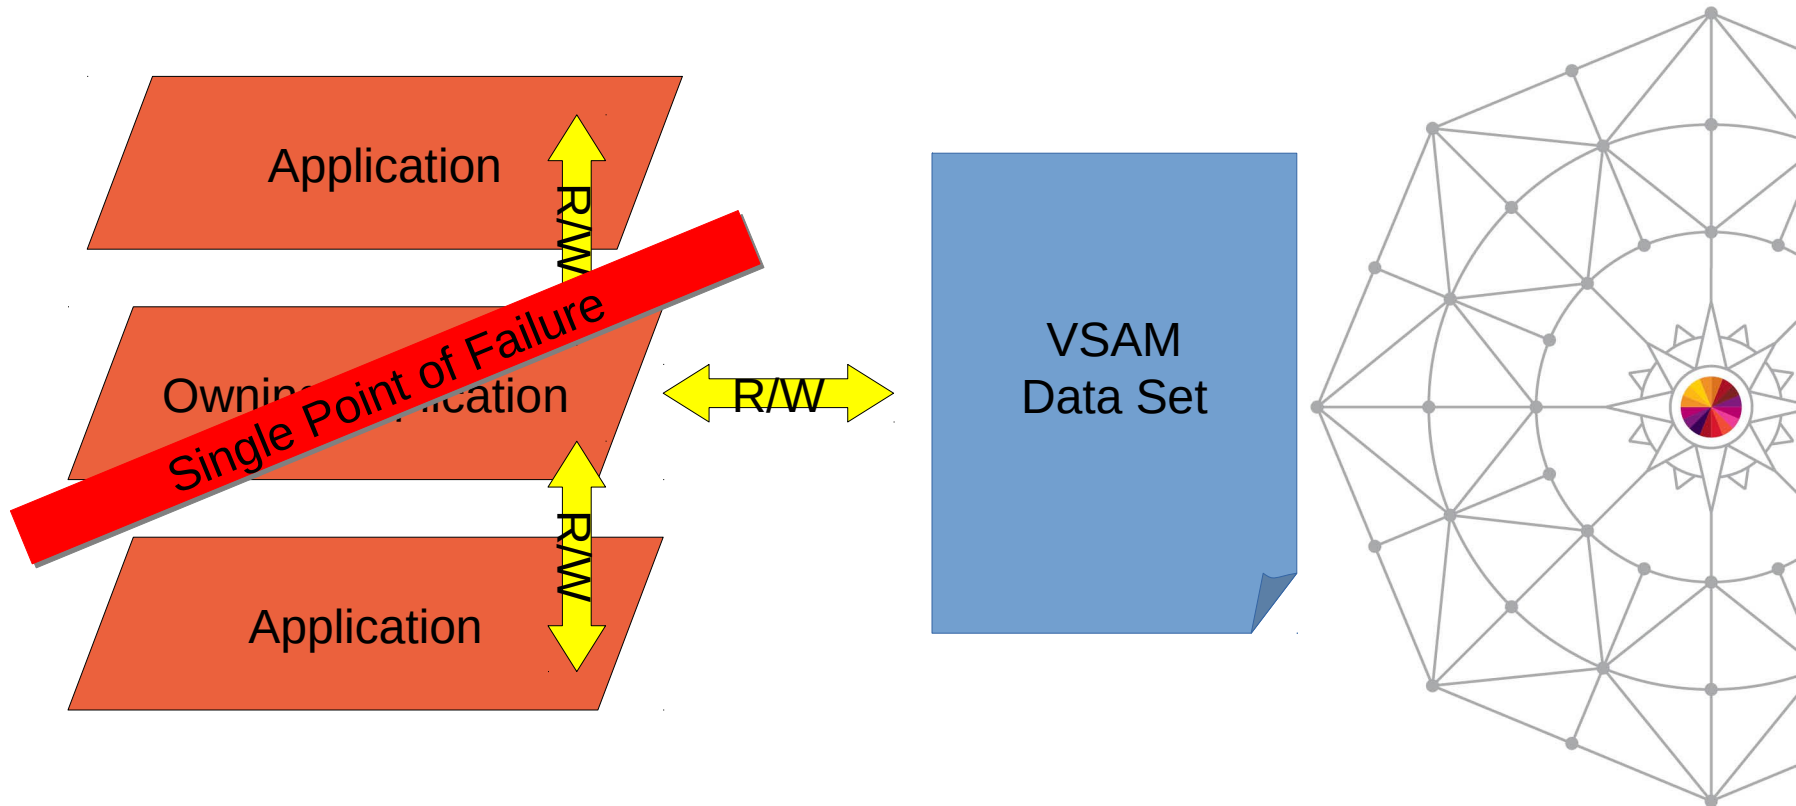 Application
R/W
Single Point of Failure
R/W
VSAM
Data Set
R/W
Application